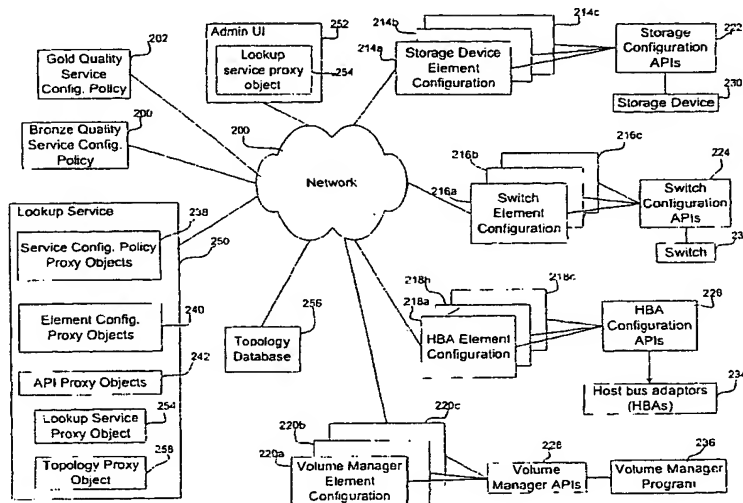 202
Gold Quality
Service
Config. Policy
Admin UI
252
Lookup
service proxy
object
254
214b
214c
214a
Storage Device
Element
Configuration
Storage
Configuration
APIs
222
230
Storage Device
Bronze Quality
Service Config.
Policy
200
200
Network
216b
216c
216a
Switch
Element
Configuration
224
Switch
Configuration
APIs
Switch
Lookup Service
238
250
Service Config. Policy
Proxy Objects
Element Config.
Proxy Objects
240
242
API Proxy Objects
254
Lookup Service
Proxy Object
258
Topology Proxy
Object
256
Topology
Database
218b
218c
218a
HBA Element
Configuration
226
HBA
Configuration
APIs
234
Host bus adaptors
(HBAs)
220c
220b
220a
Volume Manager
Element
Configuration
228
Volume
Manager APIs
236
Volume Manager
Program